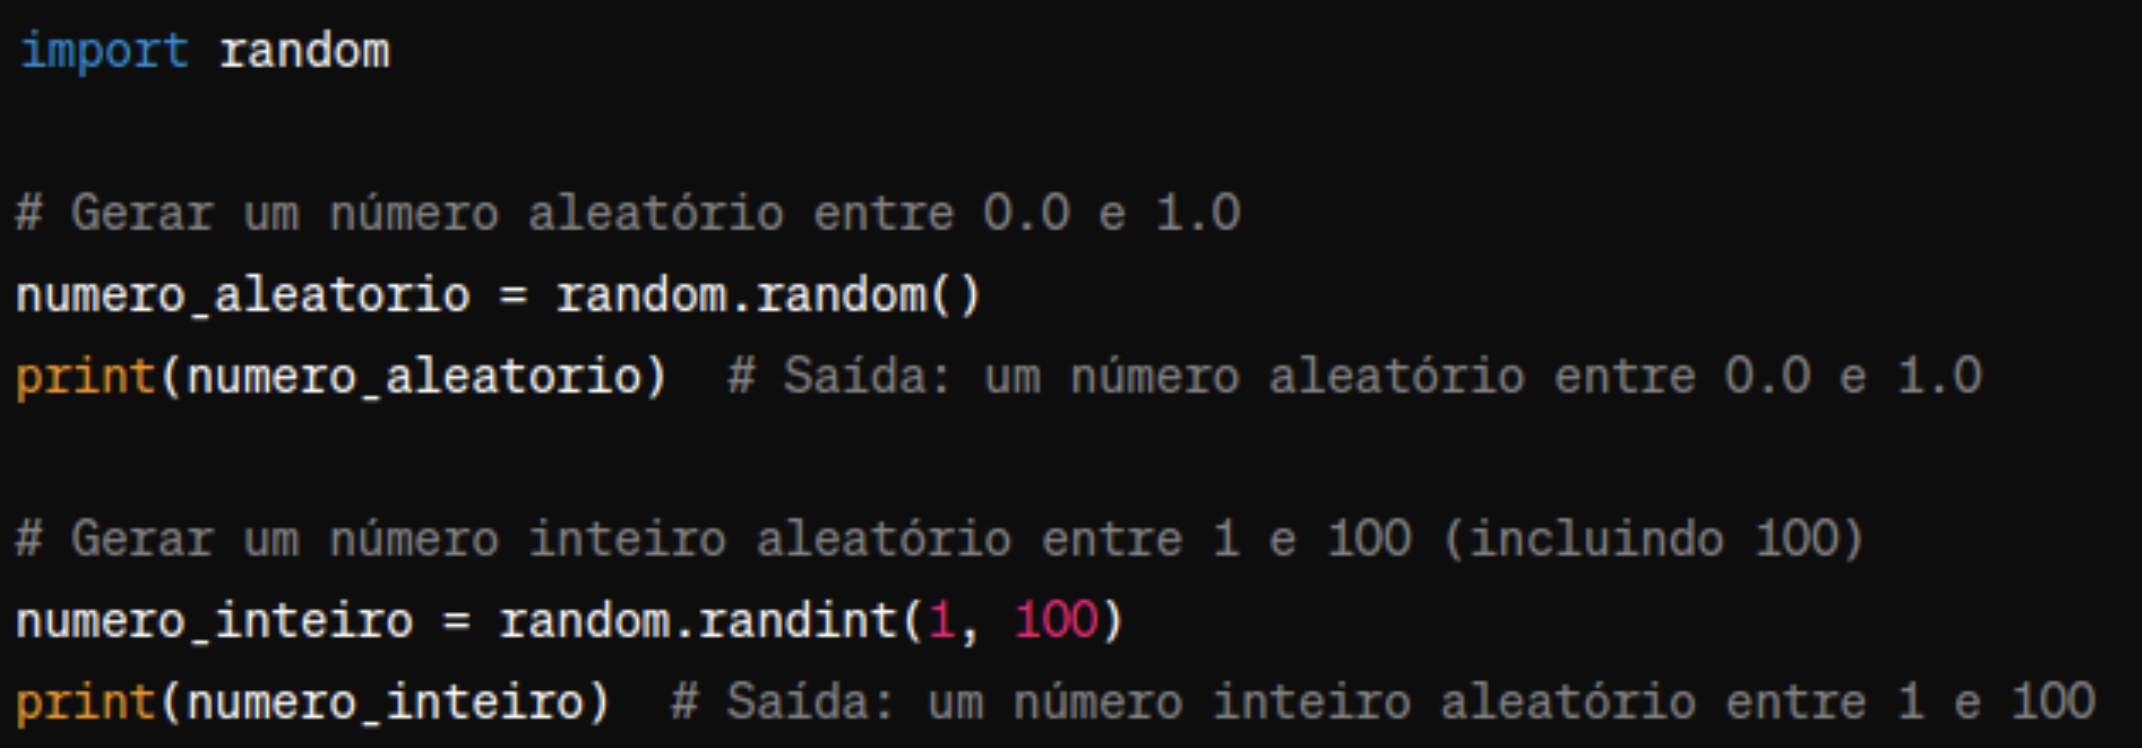 import random
# Gerar um número aleatório entre 0.0 e 1.0
numero_aleatorio = random.random()
print(numero_aleatorio)  # Saída: um número aleatório entre 0.0 e 1.0
# Gerar um número inteiro aleatório entre 1 e 100 (incluindo 100)
numero_inteiro = random.randint(1, 100)
print(numero_inteiro)  # Saída: um número inteiro aleatório entre 1 e 100